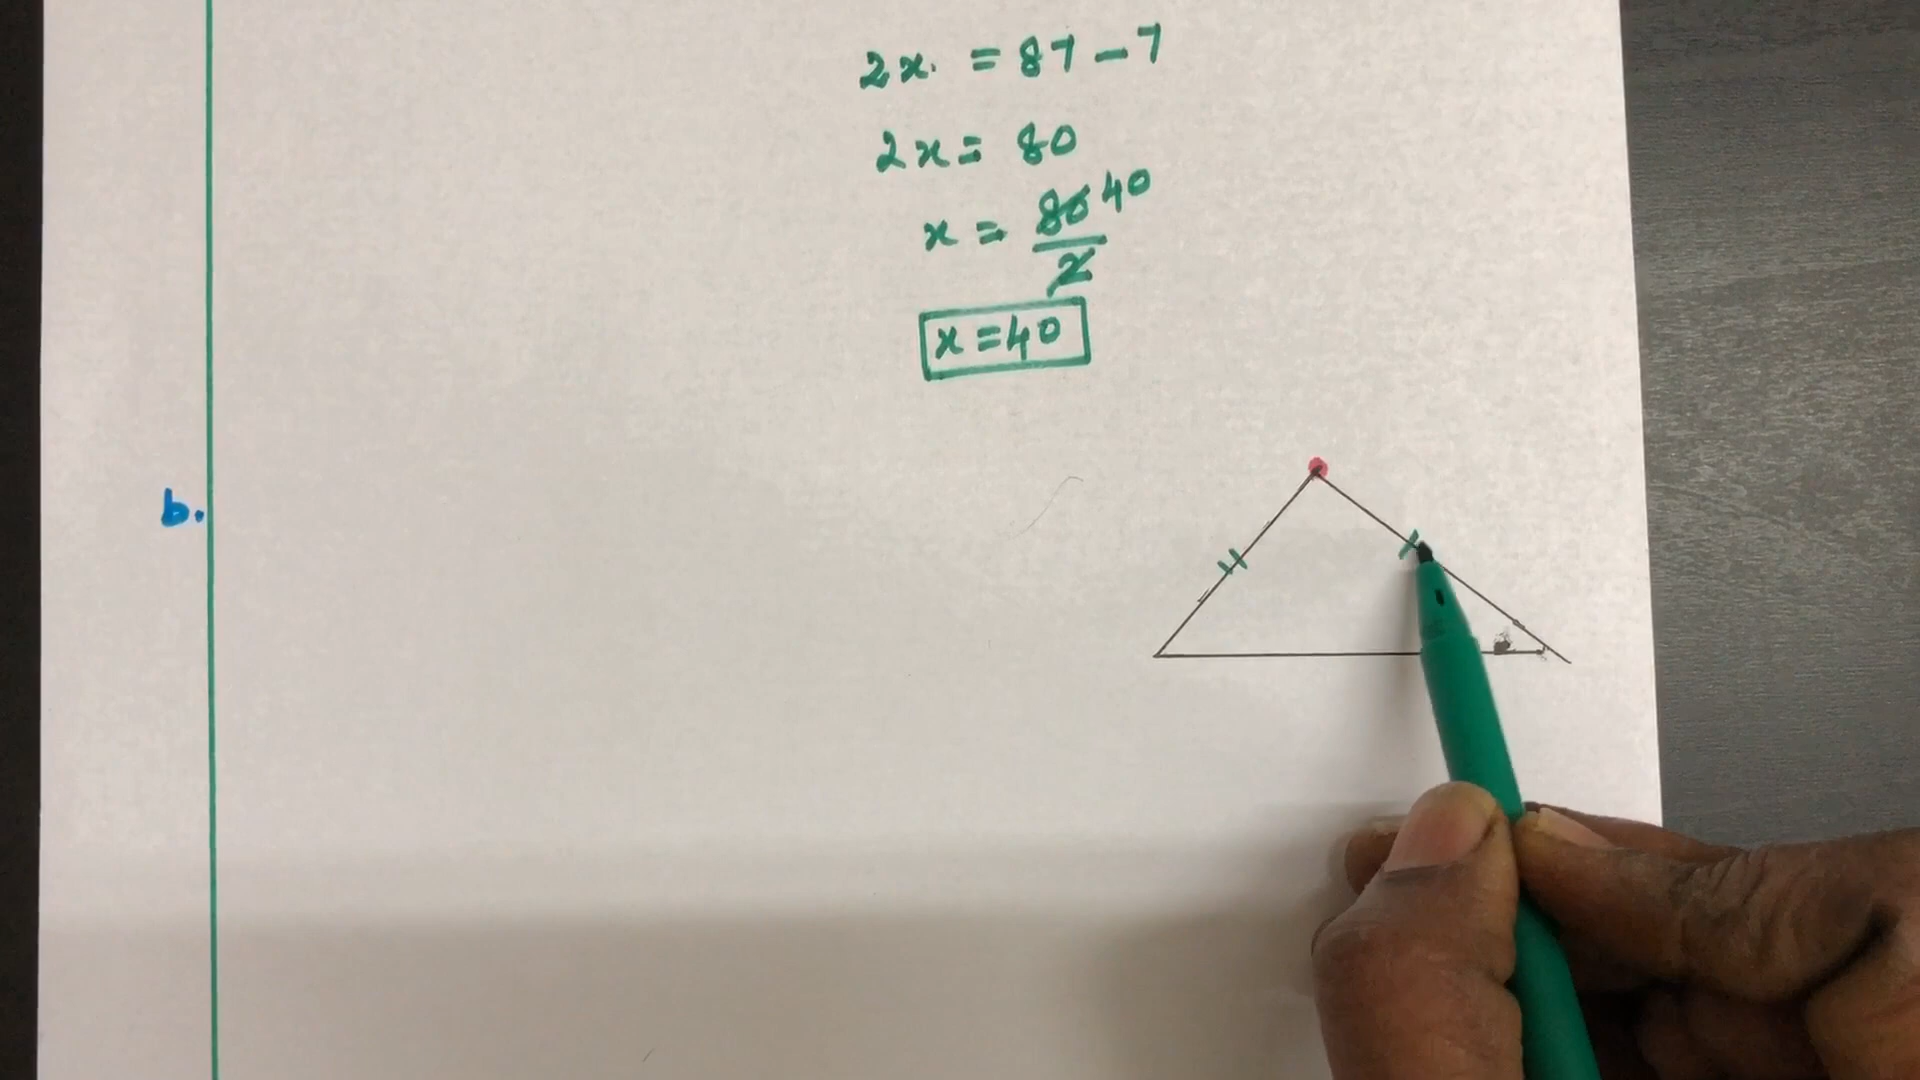 2x. = 87 - 7
2x = 80
x = 80/2 40
x = 40
b.